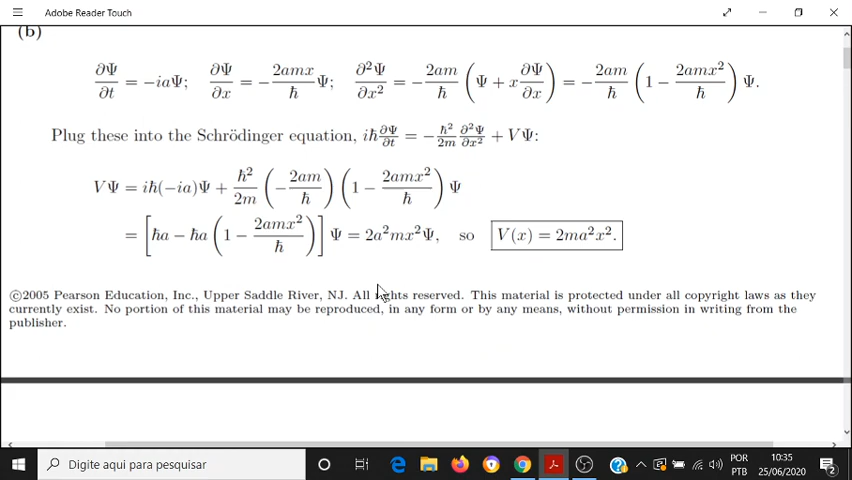 Adobe Reader Touch
(b)
∂Ψ/∂t = −iaΨ; ∂Ψ/∂x = −(2amx/ħ)Ψ; ∂²Ψ/∂x² = −(2am/ħ)(Ψ + x ∂Ψ/∂x) = −(2am/ħ)(1 − 2amx²/ħ)Ψ.
Plug these into the Schrödinger equation, iħ ∂Ψ/∂t = −(ħ²/2m) ∂²Ψ/∂x² + VΨ:
VΨ = iħ(−ia)Ψ + (ħ²/2m)(−2am/ħ)(1 − 2amx²/ħ)Ψ
= [ħa − ħa(1 − 2amx²/ħ)]Ψ = 2a²mx²Ψ, so V(x) = 2ma²x².
©2005 Pearson Education, Inc., Upper Saddle River, NJ. All rights reserved. This material is protected under all copyright laws as they
currently exist. No portion of this material may be reproduced, in any form or by any means, without permission in writing from the
publisher.
Digite aqui para pesquisar
POR
PTB
10:35
25/06/2020
2